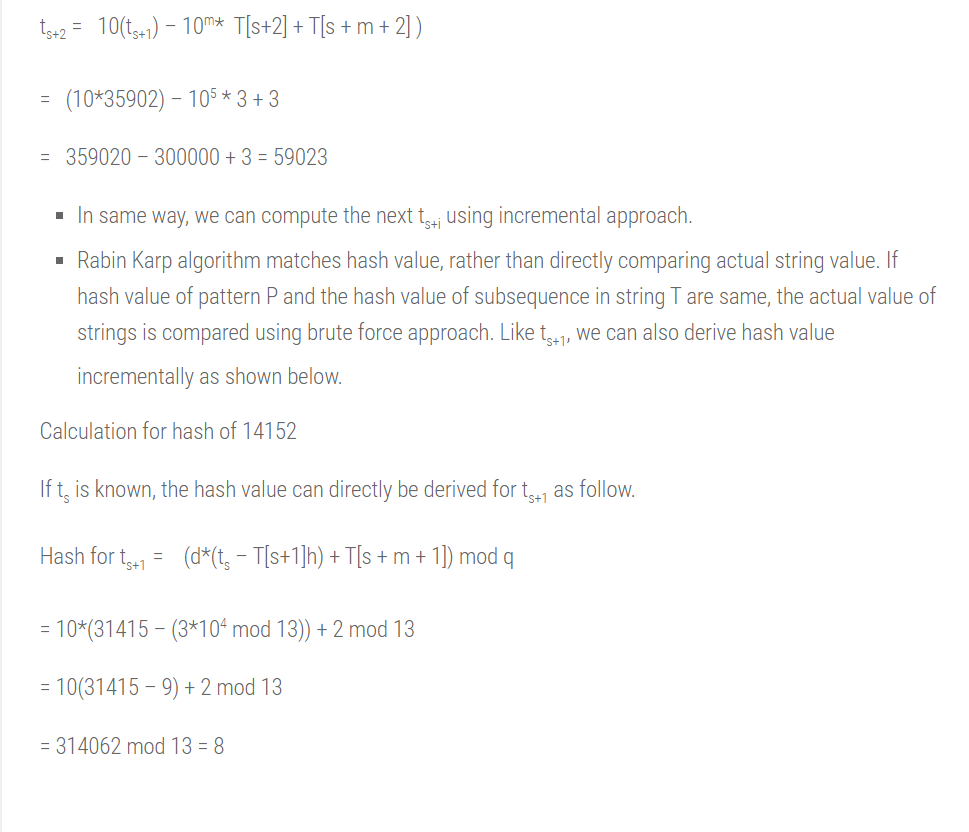 tₛ₊₂ = 10(tₛ₊₁) – 10ᵐ* T[s+2] + T[s + m + 2] )
= (10*35902) – 10⁵ * 3 + 3
= 359020 – 300000 + 3 = 59023
▪ In same way, we can compute the next tₛ₊ᵢ using incremental approach.
▪ Rabin Karp algorithm matches hash value, rather than directly comparing actual string value. If
hash value of pattern P and the hash value of subsequence in string T are same, the actual value of
strings is compared using brute force approach. Like tₛ₊₁, we can also derive hash value
incrementally as shown below.
Calculation for hash of 14152
If tₛ is known, the hash value can directly be derived for tₛ₊₁ as follow.
Hash for tₛ₊₁ = (d*(tₛ – T[s+1]h) + T[s + m + 1]) mod q
= 10*(31415 – (3*10⁴ mod 13)) + 2 mod 13
= 10(31415 – 9) + 2 mod 13
= 314062 mod 13 = 8